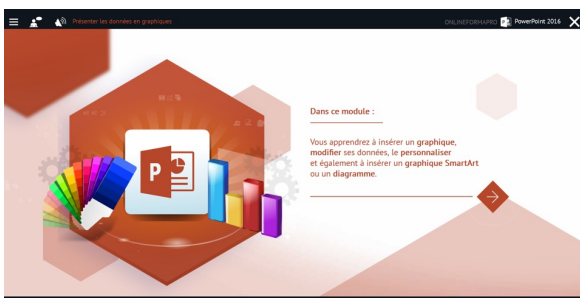 Présenter les données en graphiques
ONLINEFORMAPRO PowerPoint 2016
Dans ce module :
Vous apprendrez à insérer un graphique,
modifier ses données, le personnaliser
et également à insérer un graphique SmartArt
ou un diagramme.
P